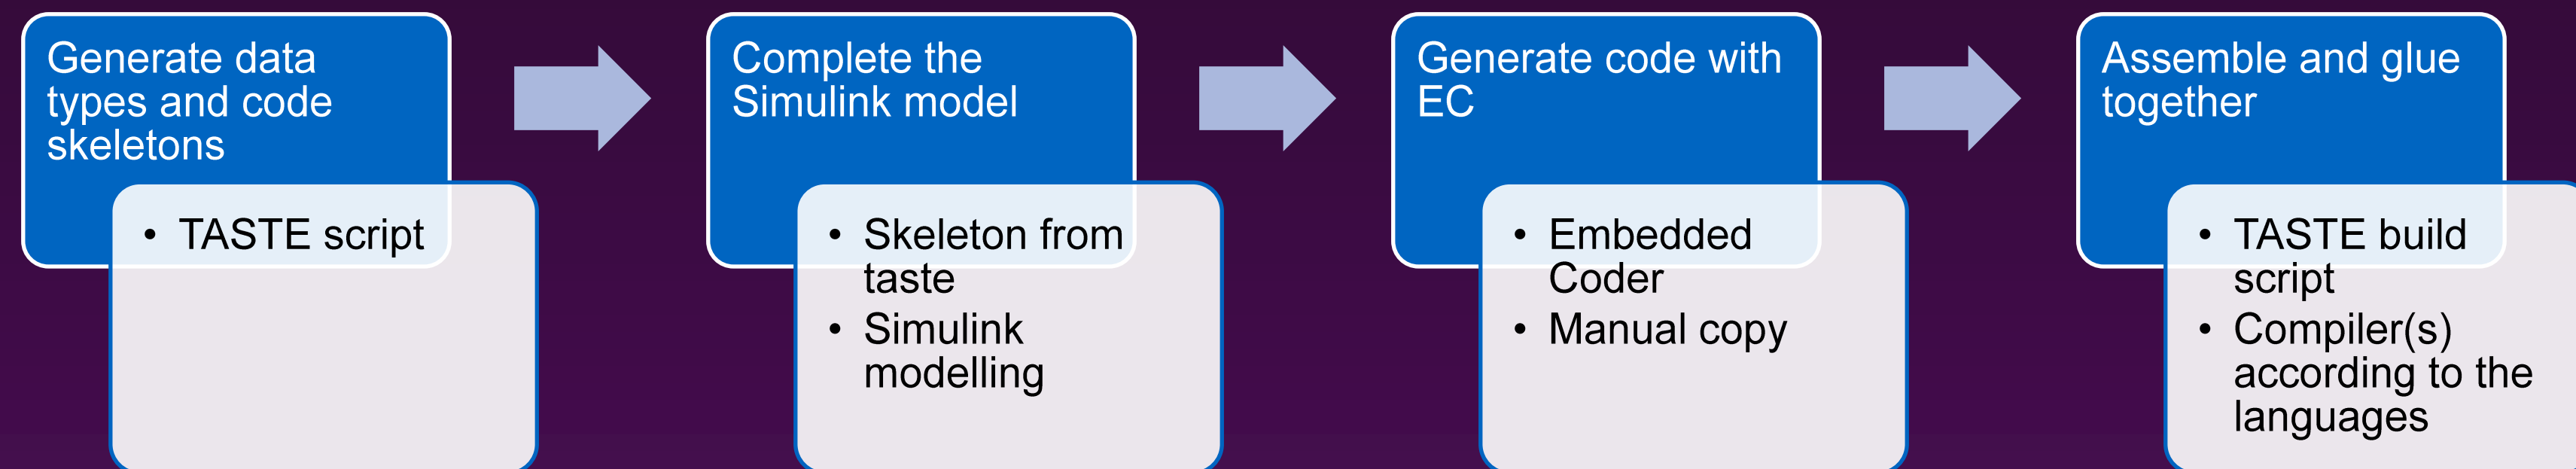 Generate data
types and code
skeletons
• TASTE script
Complete the
Simulink model
• Skeleton from
taste
• Simulink
modelling
Generate code with
EC
• Embedded
Coder
• Manual copy
Assemble and glue
together
• TASTE build
script
• Compiler(s)
according to the
languages